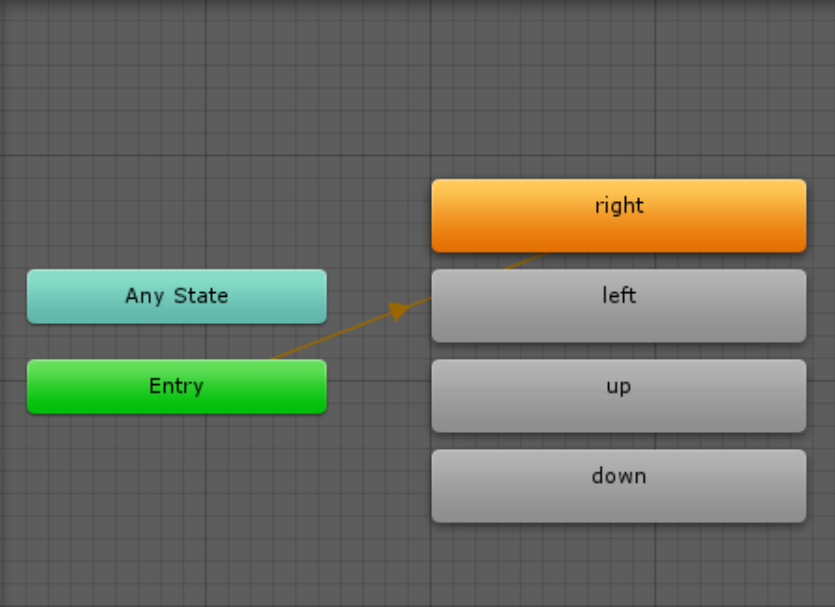 right
Any State
left
Entry
up
down